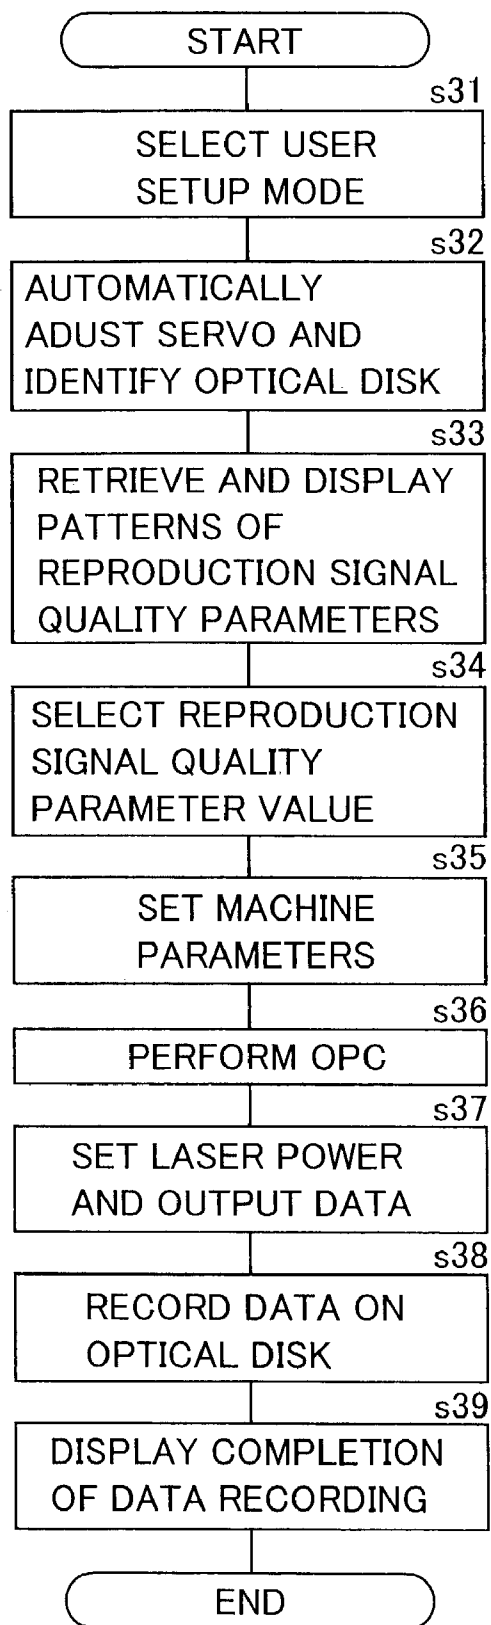 START
s31
SELECT USER
SETUP MODE
s32
AUTOMATICALLY
ADUST SERVO AND
IDENTIFY OPTICAL DISK
s33
RETRIEVE AND DISPLAY
PATTERNS OF
REPRODUCTION SIGNAL
QUALITY PARAMETERS
s34
SELECT REPRODUCTION
SIGNAL QUALITY
PARAMETER VALUE
s35
SET MACHINE
PARAMETERS
s36
PERFORM OPC
s37
SET LASER POWER
AND OUTPUT DATA
s38
RECORD DATA ON
OPTICAL DISK
s39
DISPLAY COMPLETION
OF DATA RECORDING
END